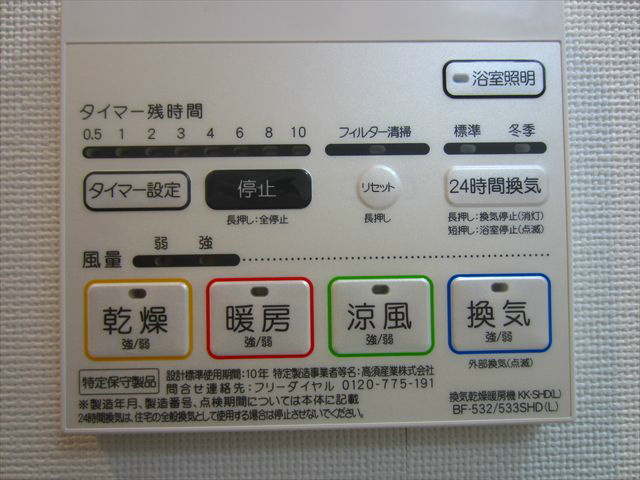 浴室照明
タイマー残時間
0.5 1 2 3 4 6 8 10
フィルター清掃
標準 冬季
タイマー設定
停止
長押し:全停止
リセット
長押し
24時間換気
長押し:換気停止(消灯)
短押し:浴室停止(点滅)
弱 強
風量
乾燥
強/弱
暖房
強/弱
涼風
強/弱
換気
強/弱
外部換気(点滅)
特定保守製品
設計標準使用期間:10年 特定製造事業者等名:高須産業株式会社
問合せ連絡先:フリーダイヤル 0120-775-191
※製造年月、製造番号、点検期間については本体に記載
24時間換気は、住宅の全般換気として使用する場合は停止させないでください。
換気乾燥暖房機 KK-SHD(L)
BF-532/533SHD(L)